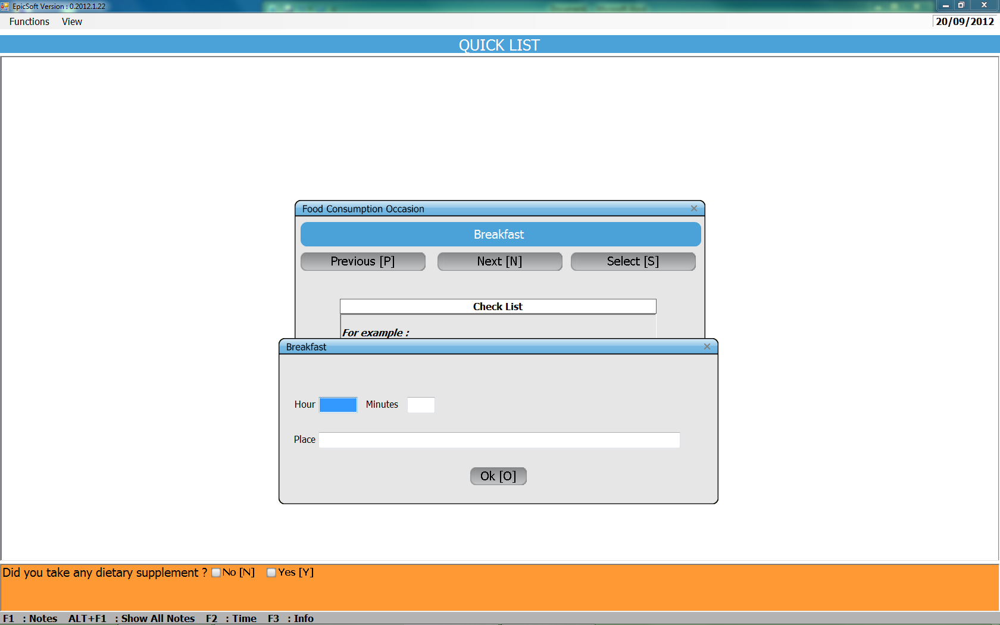 EpicSoft Version : 0.2012.1.22
Functions View 20/09/2012
QUICK LIST
Food Consumption Occasion
Breakfast
Previous [P] Next [N] Select [S]
Check List
For example :
Breakfast
Hour Minutes
Place
Ok [O]
Did you take any dietary supplement ? No [N] Yes [Y]
F1 : Notes ALT+F1 : Show All Notes F2 : Time F3 : Info